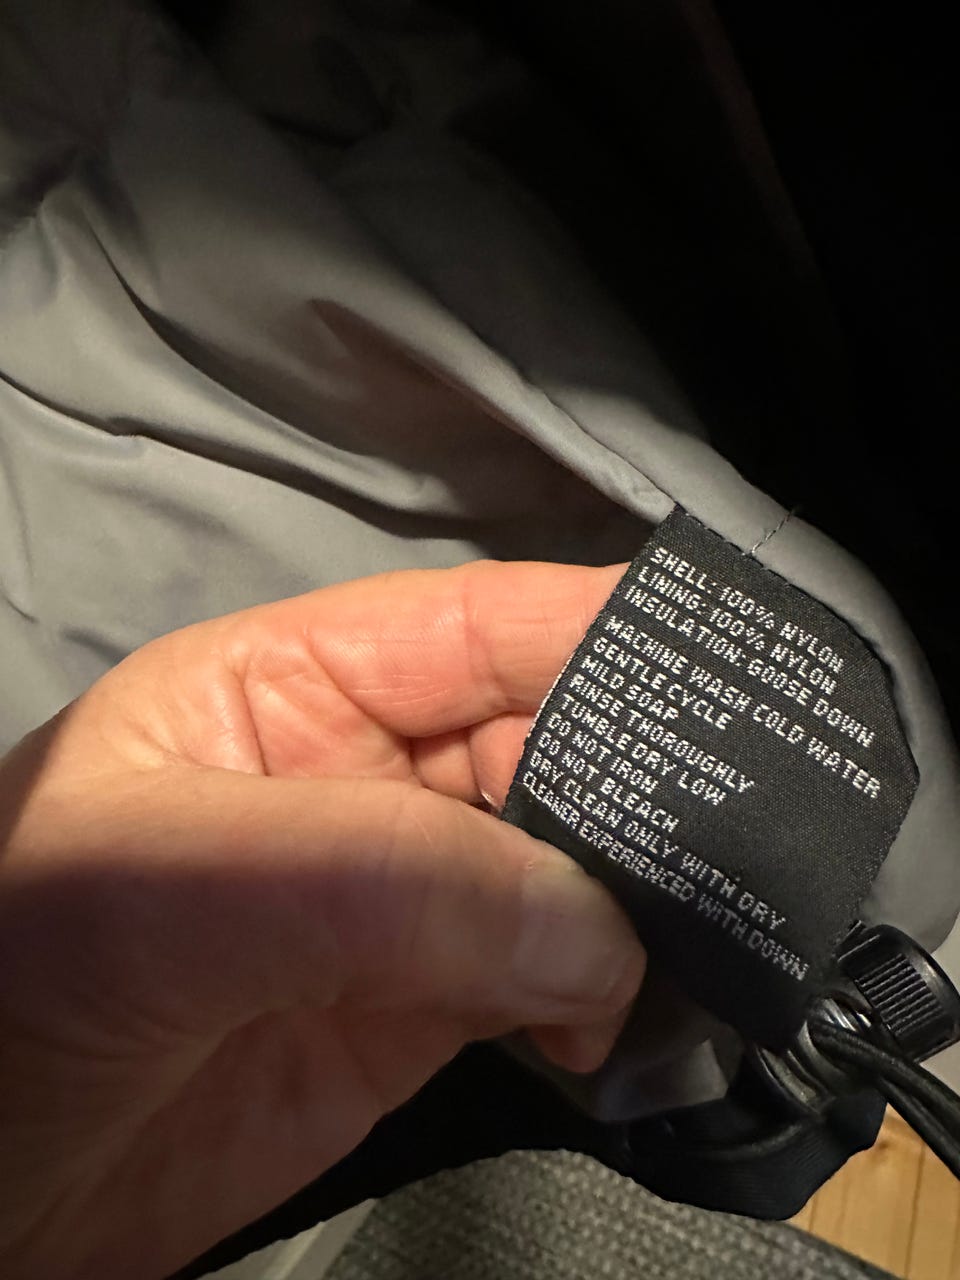 SHELL: 100% NYLON
LINING: 100% NYLON
INSULATION: GOOSE DOWN
MACHINE WASH COLD WATER
GENTLE CYCLE
MILD SOAP
RINSE THOROUGHLY
TUMBLE DRY LOW
DO NOT IRON
DO NOT BLEACH
DRY CLEAN ONLY WITH DRY
CLEANER EXPERIENCED WITH DOWN